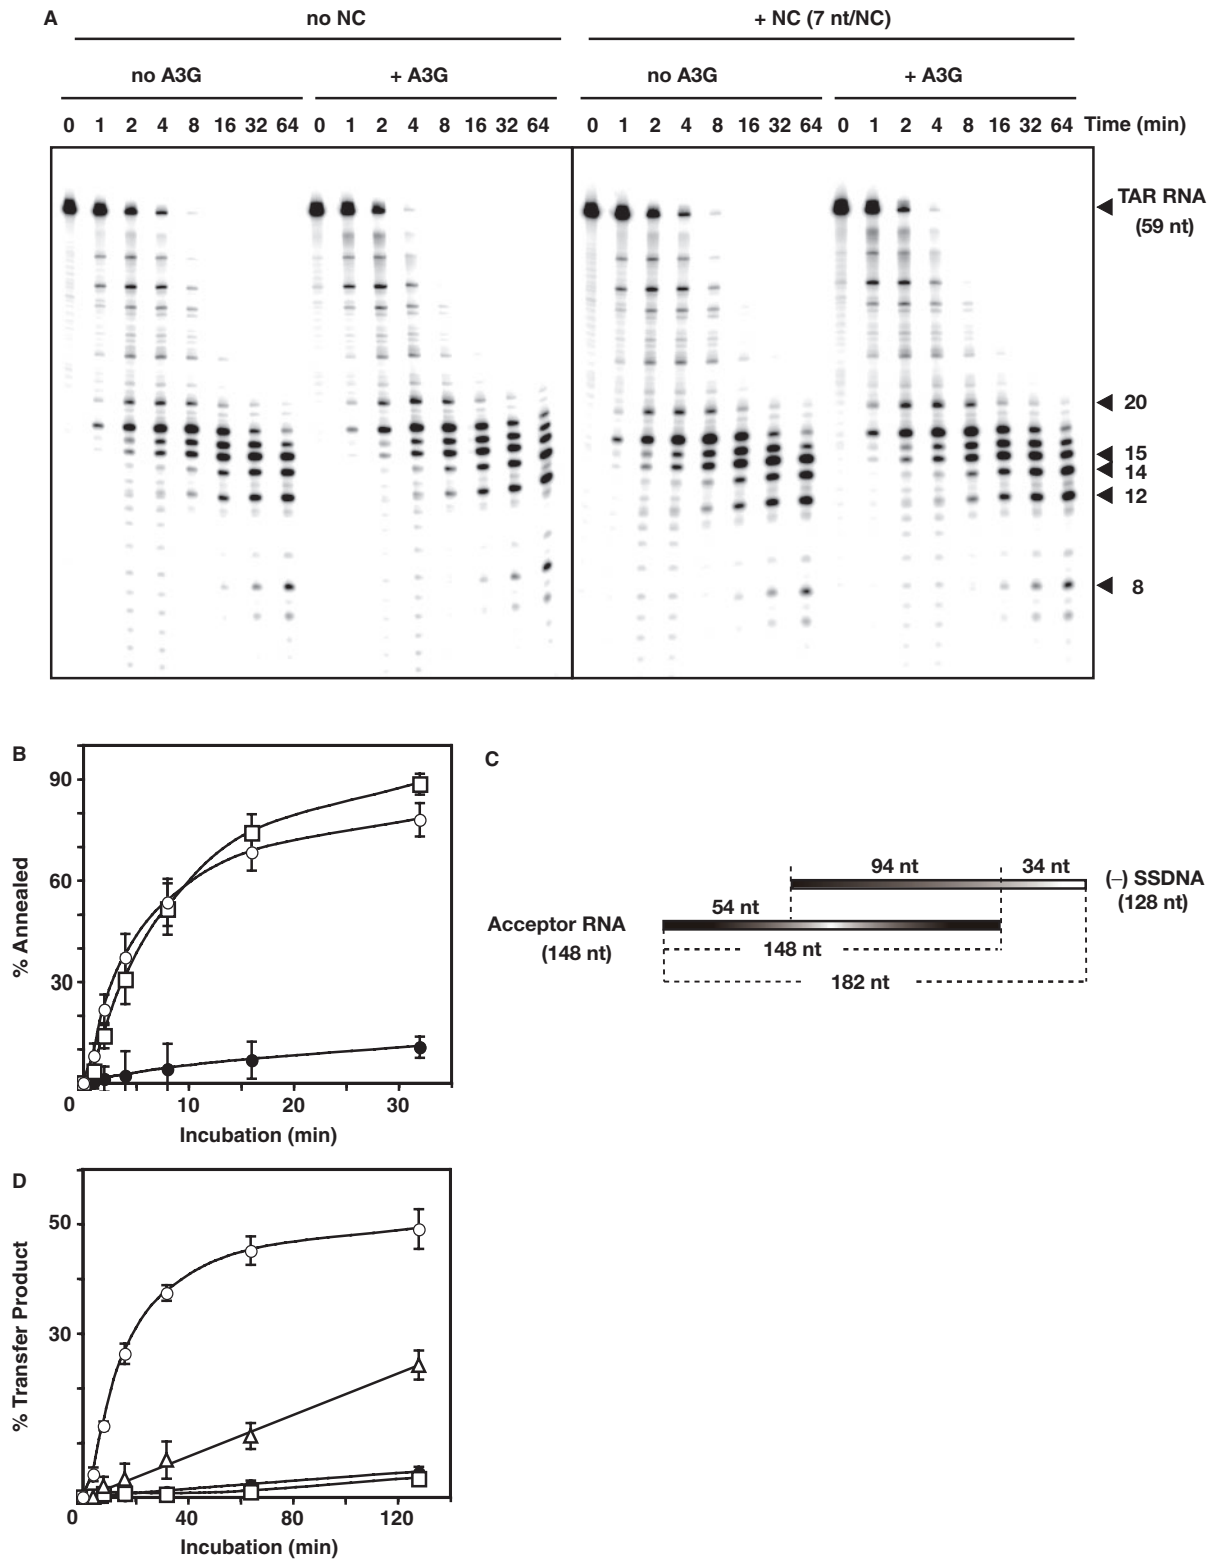 A
no NC
+ NC (7 nt/NC)
no A3G
+ A3G
no A3G
+ A3G
0 1 2 4 8 16 32 64 0 1 2 4 8 16 32 64 0 1 2 4 8 16 32 64 0 1 2 4 8 16 32 64 Time (min)
TAR RNA
(59 nt)
20
15
14
12
8
B
90
60
30
0 10 20 30
% Annealed
Incubation (min)
C
94 nt
34 nt
(–) SSDNA
(128 nt)
54 nt
Acceptor RNA
(148 nt)
148 nt
182 nt
D
50
30
0 40 80 120
% Transfer Product
Incubation (min)